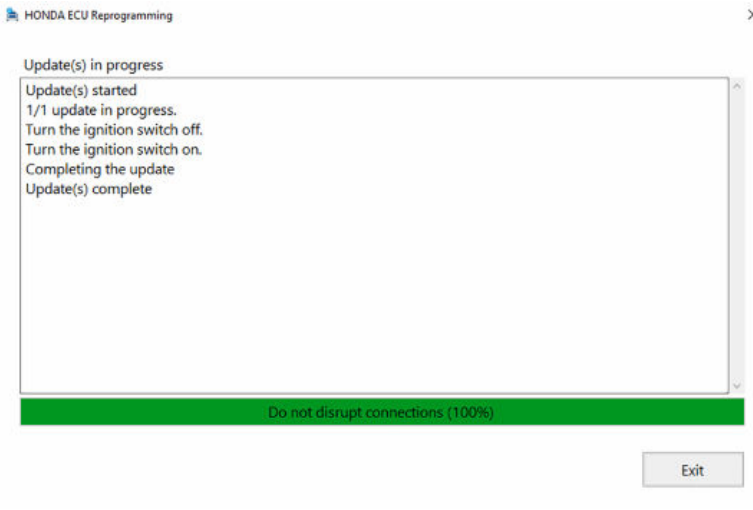 HONDA ECU Reprogramming
Update(s) in progress
Update(s) started
1/1 update in progress.
Turn the ignition switch off.
Turn the ignition switch on.
Completing the update
Update(s) complete
Do not disrupt connections (100%)
Exit